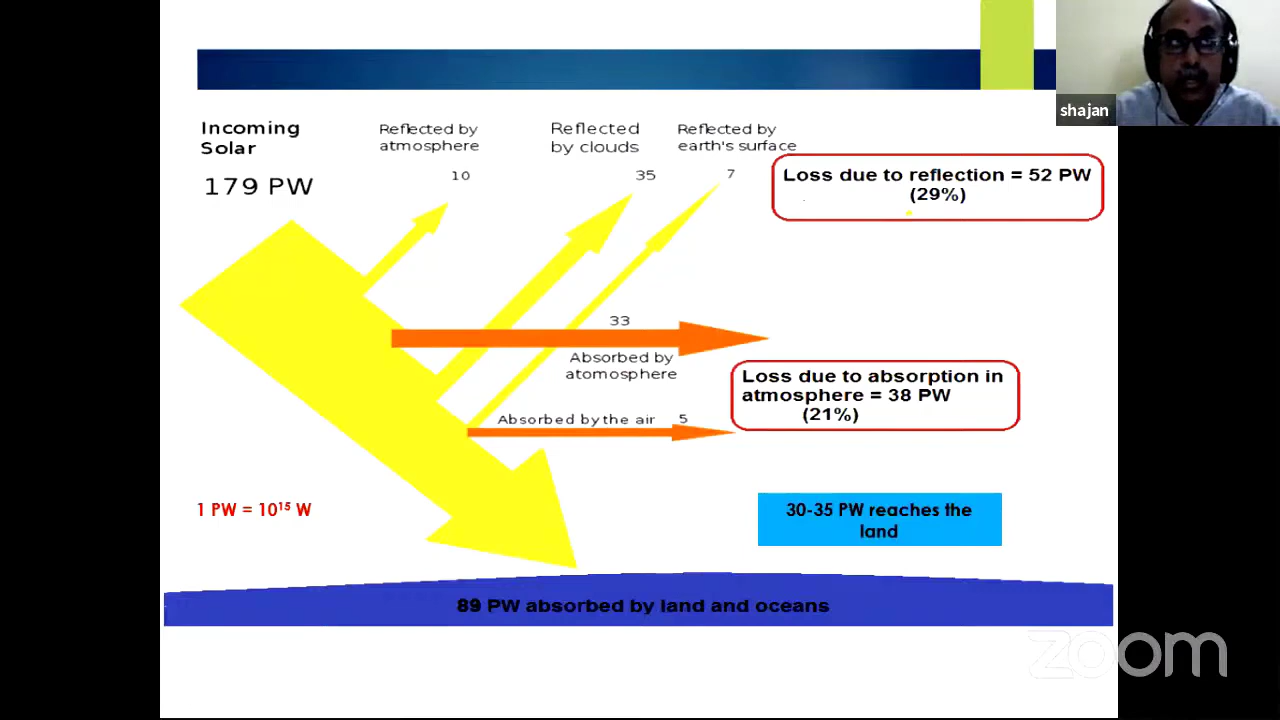 shajan
Incoming
Solar
179 PW
Reflected by
atmosphere
10
Reflected
by clouds
35
Reflected by
earth's surface
7
Loss due to reflection = 52 PW
(29%)
33
Absorbed by
atomosphere
Loss due to absorption in
atmosphere = 38 PW
(21%)
Absorbed by the air 5
1 PW = 10¹⁵ W
30-35 PW reaches the
land
89 PW absorbed by land and oceans
zoom